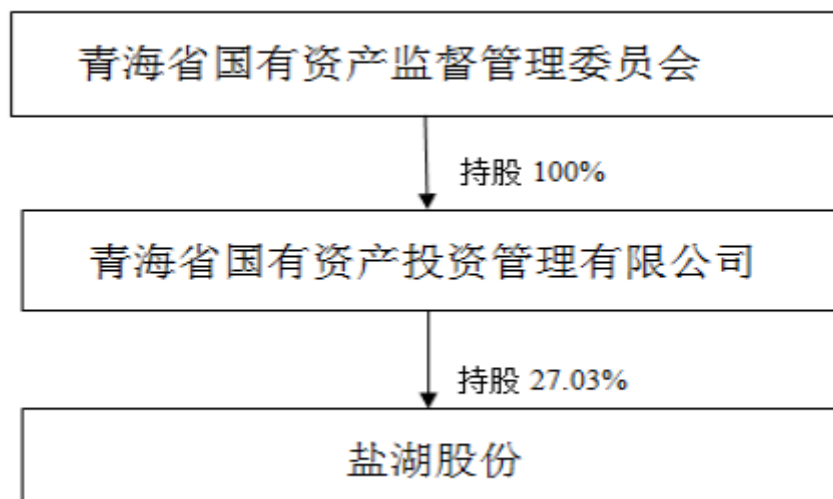 青海省国有资产监督管理委员会
持股 100%
青海省国有资产投资管理有限公司
持股 27.03%
盐湖股份